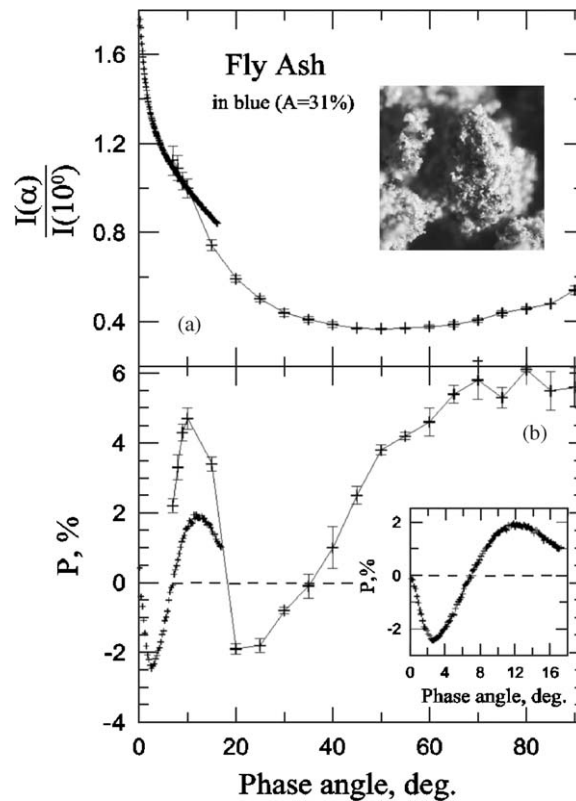 1.6
Fly Ash
in blue (A=31%)
1.2
I(α)
I(10⁰)
0.8
(a)
0.4
6
(b)
4
P, %
2
0
-2
-4
2
P,%
0
-2
0 4 8 12 16
Phase angle, deg.
0 20 40 60 80
Phase angle, deg.